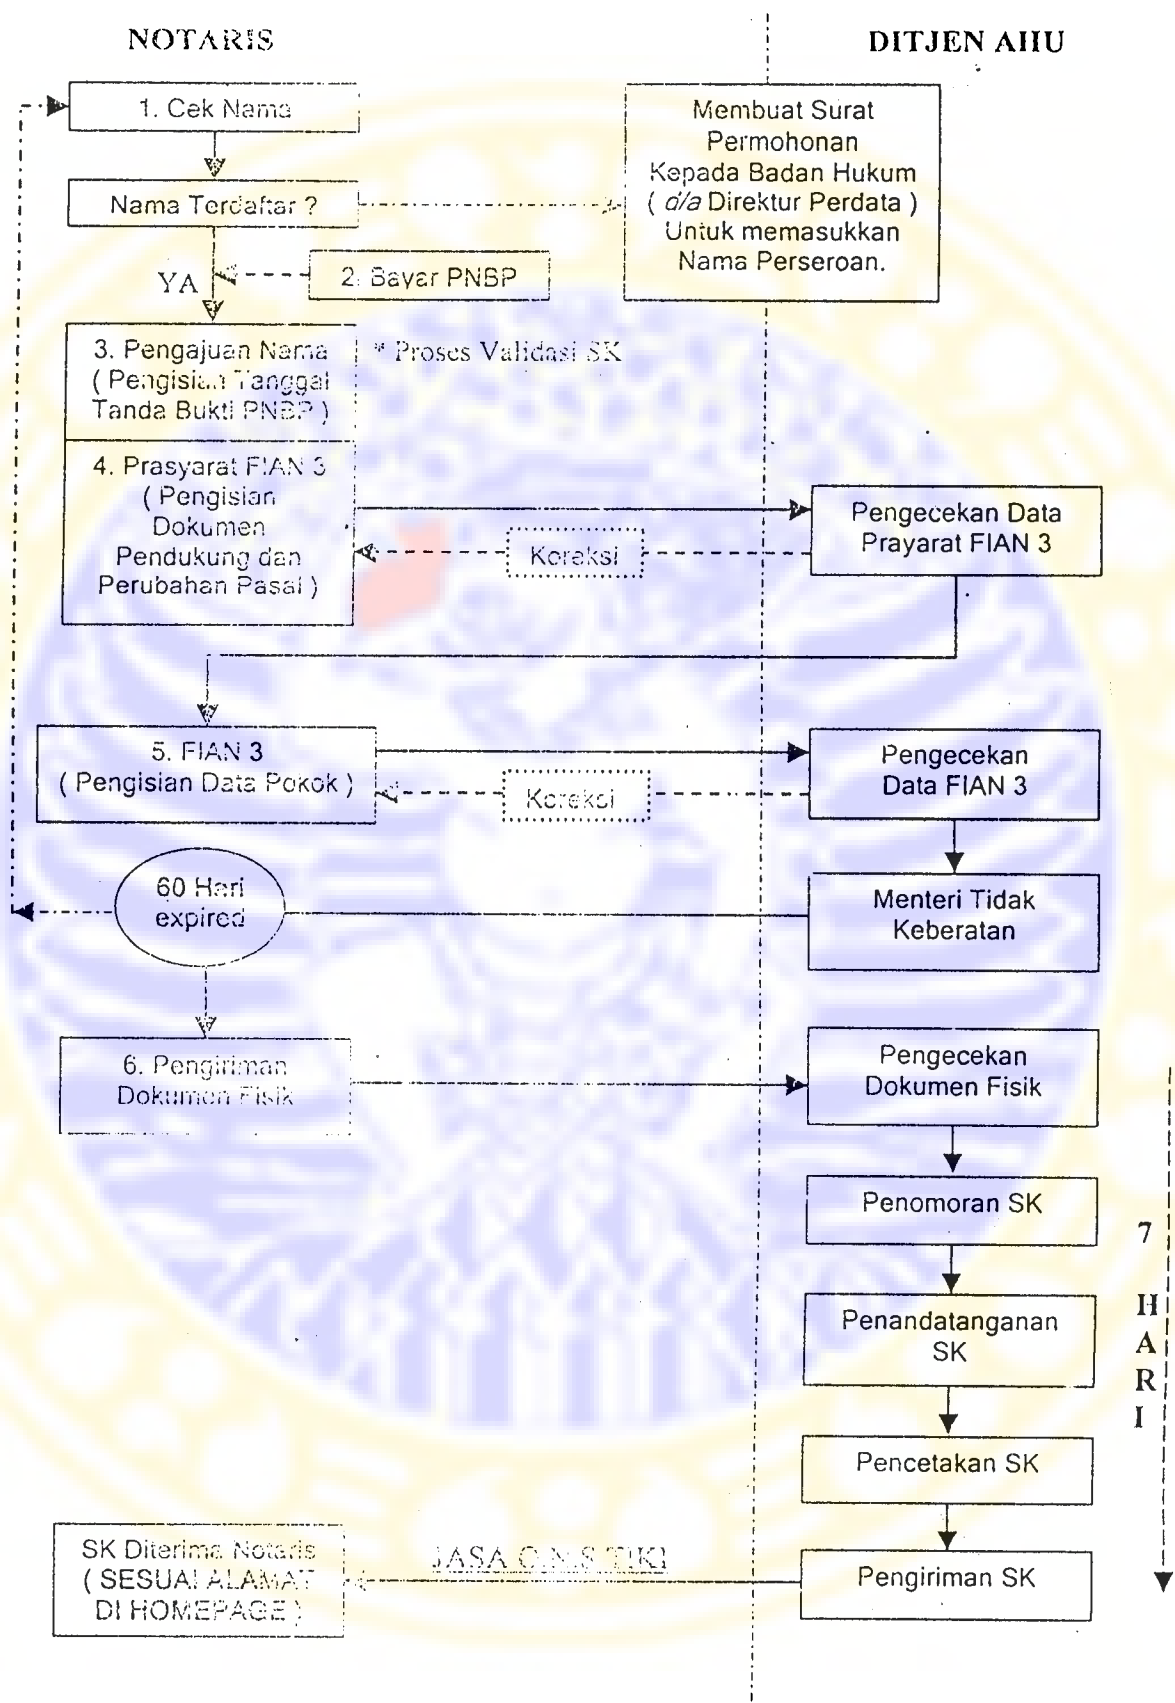 NOTARIS
DITJEN AHU
1. Cek Nama
Membuat Surat
Permohonan
Kepada Badan Hukum
( d/a Direktur Perdata )
Untuk memasukkan
Nama Perseroan.
Nama Terdaftar ?
YA
2. Bayar PNBP
3. Pengajuan Nama
( Pengisian Tanggal
Tanda Bukti PNBP )
* Proses Validasi SK
4. Prasyarat FIAN 3
( Pengisian
Dokumen
Pendukung dan
Perubahan Pasal )
Koreksi
Pengecekan Data
Prayarat FIAN 3
5. FIAN 3
( Pengisian Data Pokok )
Koreksi
Pengecekan
Data FIAN 3
60 Hari
expired
Menteri Tidak
Keberatan
6. Pengiriman
Dokumen Fisik
Pengecekan
Dokumen Fisik
Penomoran SK
7
HARI
Penandatanganan
SK
Pencetakan SK
SK Diterima Notaris
( SESUAI ALAMAT
DI HOMEPAGE )
JASA O.N.S TIKI
Pengiriman SK